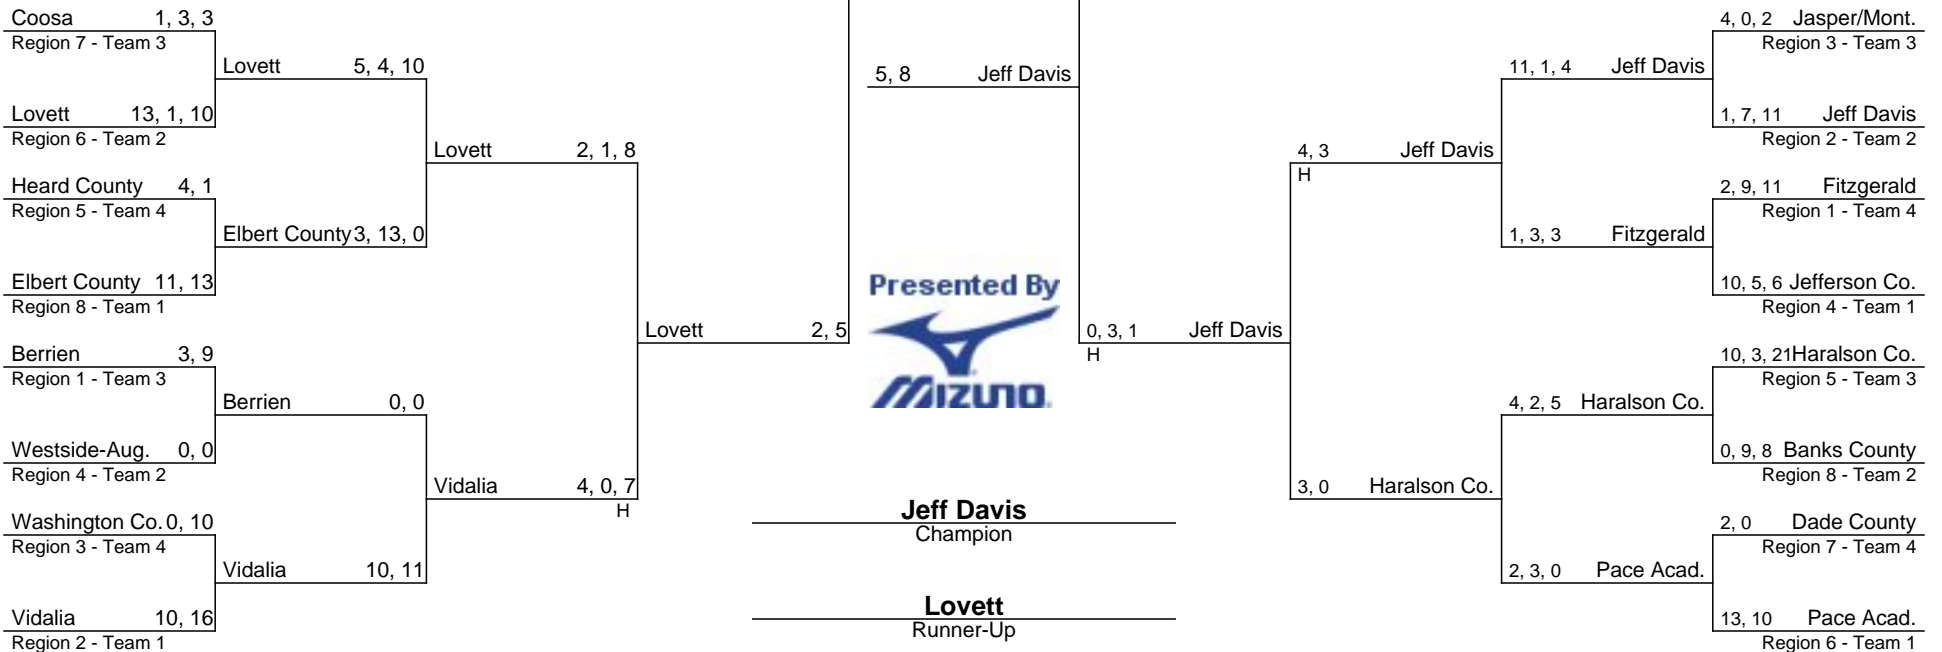 Coosa 1, 3, 3
Region 7 - Team 3
Lovett 5, 4, 10
Lovett 13, 1, 10
Region 6 - Team 2
Lovett 2, 1, 8
Heard County 4, 1
Region 5 - Team 4
Elbert County 3, 13, 0
Elbert County 11, 13
Region 8 - Team 1
Lovett 2, 5
Berrien 3, 9
Region 1 - Team 3
Berrien 0, 0
Westside-Aug. 0, 0
Region 4 - Team 2
Vidalia 4, 0, 7
H
Washington Co. 0, 10
Region 3 - Team 4
Vidalia 10, 11
Vidalia 10, 16
Region 2 - Team 1
5, 8 Jeff Davis
Presented By
MIZUNO
Jeff Davis
Champion
Lovett
Runner-Up
4, 0, 2 Jasper/Mont.
Region 3 - Team 3
11, 1, 4 Jeff Davis
1, 7, 11 Jeff Davis
Region 2 - Team 2
4, 3 Jeff Davis
H
2, 9, 11 Fitzgerald
Region 1 - Team 4
1, 3, 3 Fitzgerald
10, 5, 6 Jefferson Co.
Region 4 - Team 1
0, 3, 1 Jeff Davis
H
10, 3, 21 Haralson Co.
Region 5 - Team 3
4, 2, 5 Haralson Co.
0, 9, 8 Banks County
Region 8 - Team 2
3, 0 Haralson Co.
2, 0 Dade County
Region 7 - Team 4
2, 3, 0 Pace Acad.
13, 10 Pace Acad.
Region 6 - Team 1